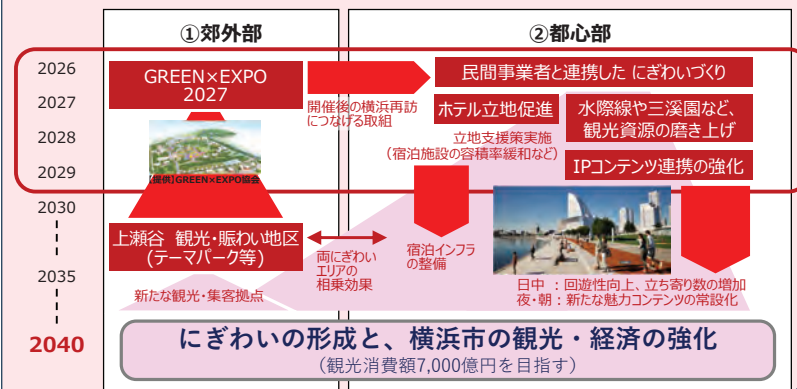 ①郊外部
②都心部
2026
2027
2028
2029
2030
2035
2040
GREEN×EXPO
2027
【提供】GREEN×EXPO協会
上瀬谷 観光・賑わい地区
(テーマパーク等)
新たな観光・集客拠点
開催後の横浜再訪
につなげる取組
両にぎわい
エリアの
相乗効果
民間事業者と連携した にぎわいづくり
ホテル立地促進
立地支援策実施
(宿泊施設の容積率緩和など)
水際線や三溪園など、
観光資源の磨き上げ
IPコンテンツ連携の強化
宿泊インフラ
の整備
日中 :回遊性向上、立ち寄り数の増加
夜・朝:新たな魅力コンテンツの常設化
にぎわいの形成と、横浜市の観光・経済の強化
(観光消費額7,000億円を目指す)